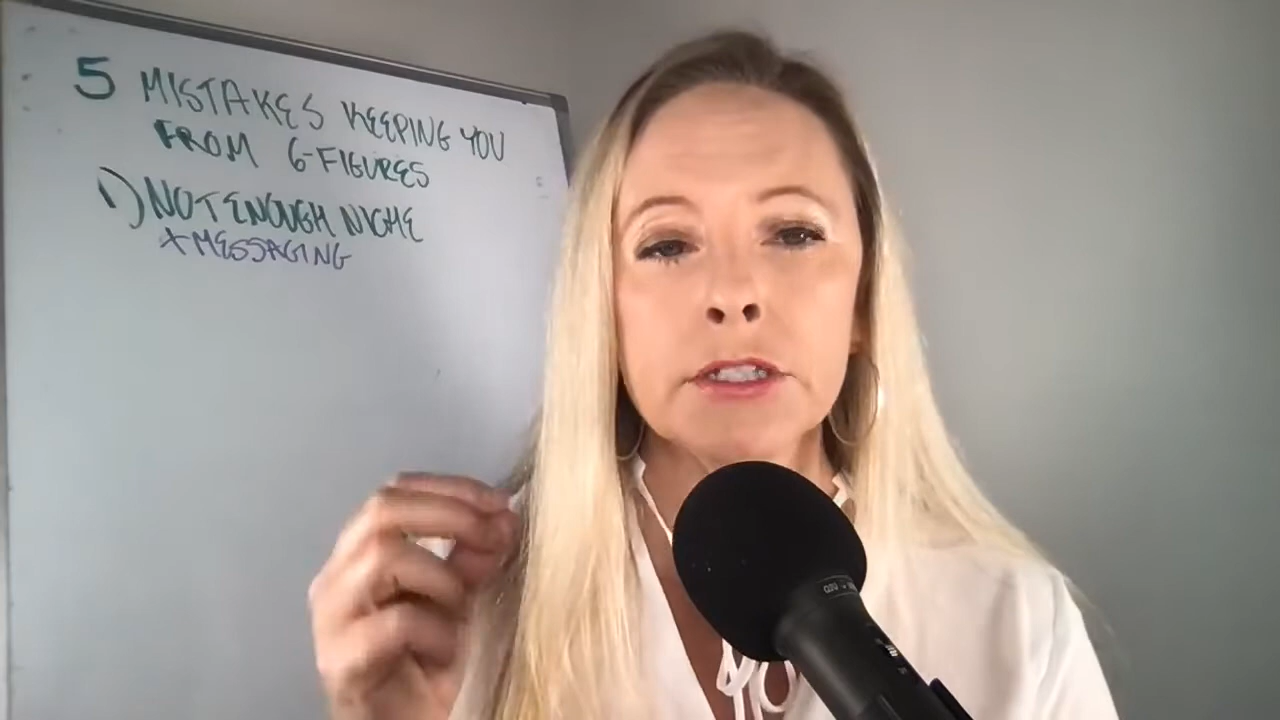 5 MISTAKES KEEPING YOU
FROM 6-FIGURES
1) NOT ENOUGH NICHE
+ MESSAGING